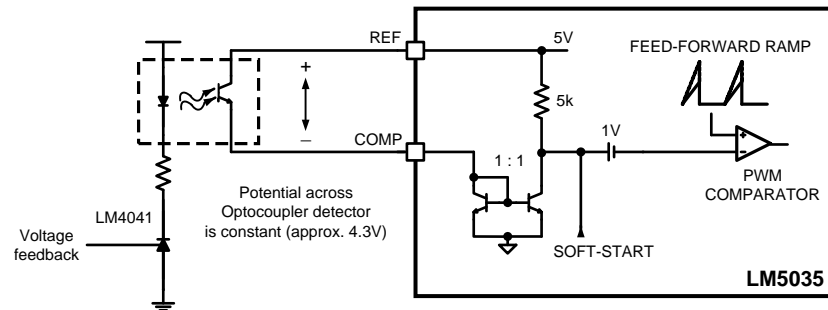 REF
5V
FEED-FORWARD RAMP
+
5k
−
COMP
1 : 1
1V
+
−
PWM
COMPARATOR
Potential across
Optocoupler detector
is constant (approx. 4.3V)
LM4041
Voltage
feedback
SOFT-START
LM5035